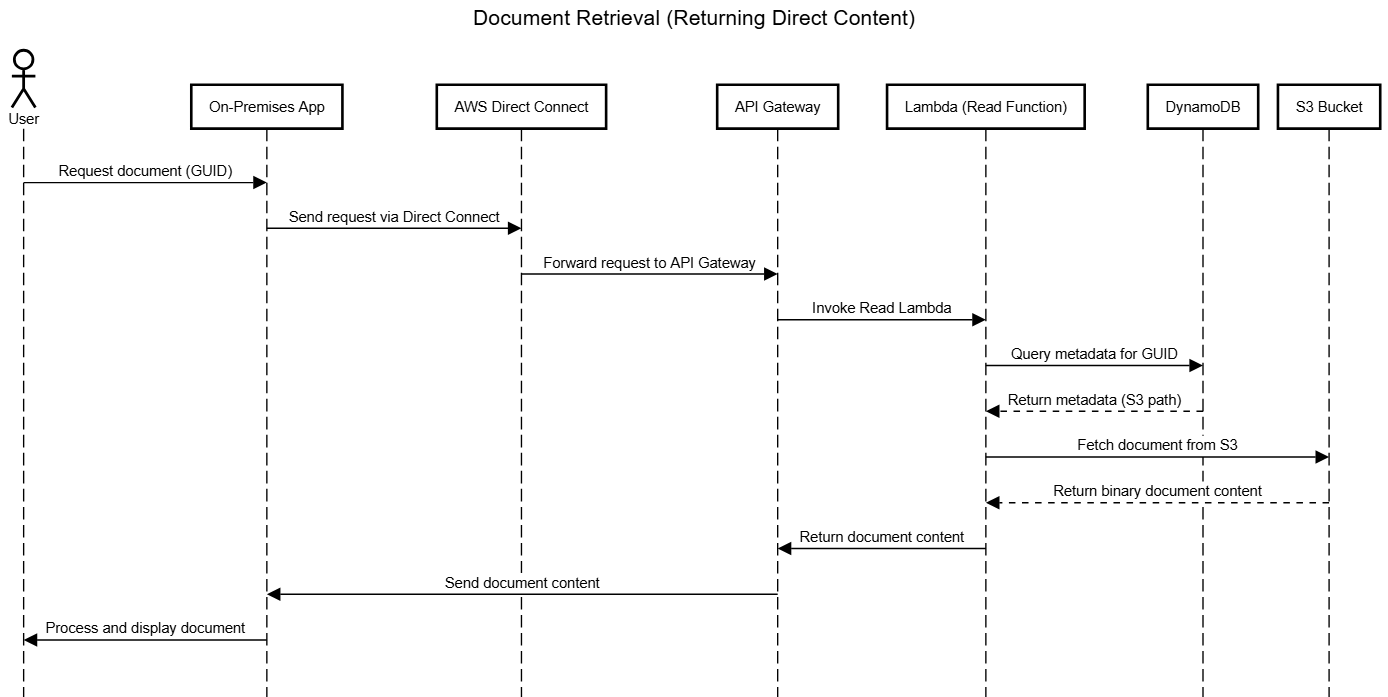 Document Retrieval (Returning Direct Content)
User
On-Premises App
AWS Direct Connect
API Gateway
Lambda (Read Function)
DynamoDB
S3 Bucket
Request document (GUID)
Send request via Direct Connect
Forward request to API Gateway
Invoke Read Lambda
Query metadata for GUID
Return metadata (S3 path)
Fetch document from S3
Return binary document content
Return document content
Send document content
Process and display document